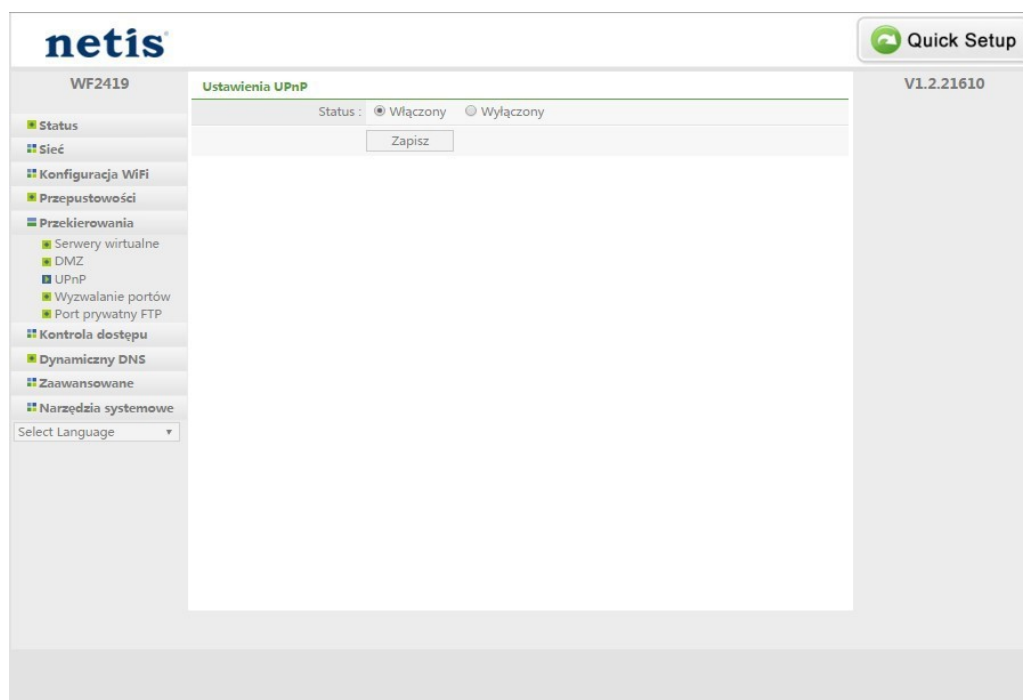 netis
Quick Setup
WF2419
Ustawienia UPnP
V1.2.21610
Status : Włączony Wyłączony
Zapisz
Status
Sieć
Konfiguracja WiFi
Przepustowości
Przekierowania
Serwery wirtualne
DMZ
UPnP
Wyzwalanie portów
Port prywatny FTP
Kontrola dostępu
Dynamiczny DNS
Zaawansowane
Narzędzia systemowe
Select Language